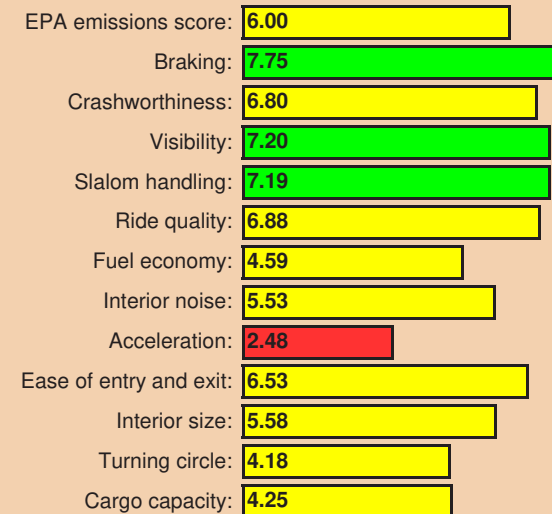 EPA emissions score: 6.00
Braking: 7.75
Crashworthiness: 6.80
Visibility: 7.20
Slalom handling: 7.19
Ride quality: 6.88
Fuel economy: 4.59
Interior noise: 5.53
Acceleration: 2.48
Ease of entry and exit: 6.53
Interior size: 5.58
Turning circle: 4.18
Cargo capacity: 4.25